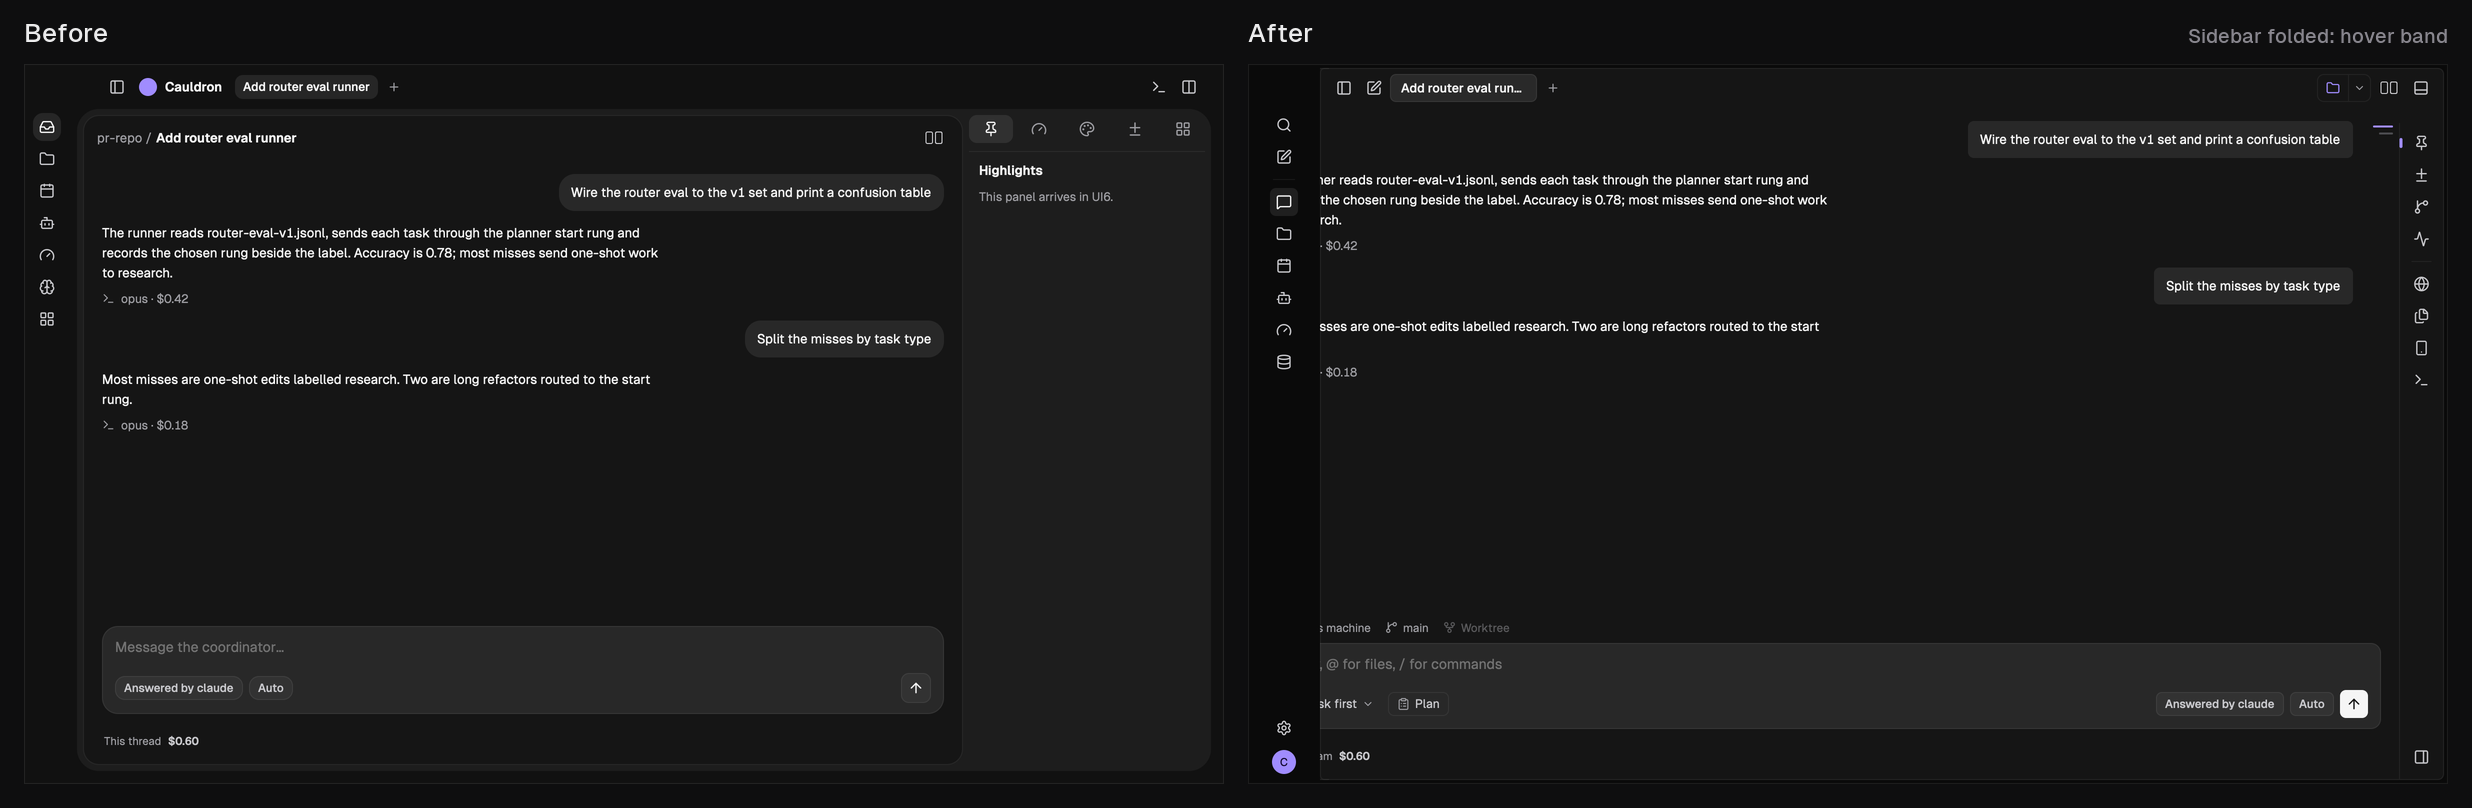 Before
Cauldron
Add router eval runner
pr-repo / Add router eval runner
Wire the router eval to the v1 set and print a confusion table
The runner reads router-eval-v1.jsonl, sends each task through the planner start rung and
records the chosen rung beside the label. Accuracy is 0.78; most misses send one-shot work
to research.
opus · $0.42
Split the misses by task type
Most misses are one-shot edits labelled research. Two are long refactors routed to the start
rung.
opus · $0.18
Message the coordinator…
Answered by claude
Auto
This thread $0.60
Highlights
This panel arrives in UI6.
After
Sidebar folded: hover band
Add router eval run…
Wire the router eval to the v1 set and print a confusion table
ner reads router-eval-v1.jsonl, sends each task through the planner start rung and
the chosen rung beside the label. Accuracy is 0.78; most misses send one-shot work
rch.
· $0.42
Split the misses by task type
sses are one-shot edits labelled research. Two are long refactors routed to the start
· $0.18
s machine
main
Worktree
, @ for files, / for commands
sk first
Plan
Answered by claude
Auto
am $0.60
C